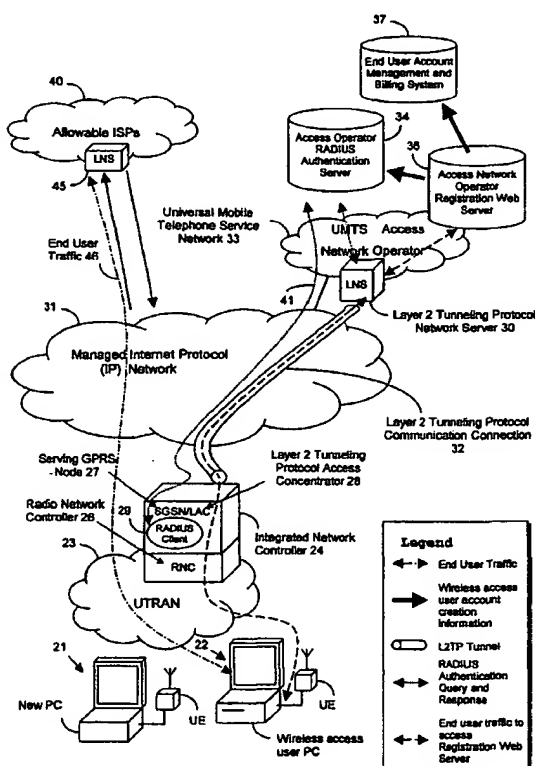 37
End User Account
Management and
Billing System
40
Allowable ISPs
LNS
45
34
Access Operator
RADIUS
Authentication
Server
36
Access Network
Operator
Registration Web
Server
Universal Mobile
Telephone Service
Network 33
UMTS Access
Network Operator
LNS
End User
Traffic 46
41
Layer 2 Tunneling Protocol
Network Server 30
31
Managed Internet Protocol
(IP) Network
Layer 2 Tunneling Protocol
Communication Connection
32
Serving GPRS
Node 27
Layer 2 Tunneling
Protocol Access
Concentrator 28
Radio Network
Controller 26
29
SGSN/LAC
RADIUS
Client
RNC
Integrated Network
Controller 24
23
UTRAN
21
22
New PC
UE
UE
Wireless access
user PC
Legend
End User Traffic
Wireless access
user account
creation
Information
L2TP Tunnel
RADIUS
Authentication
Query and
Response
End user traffic to
access
Registration Web
Server